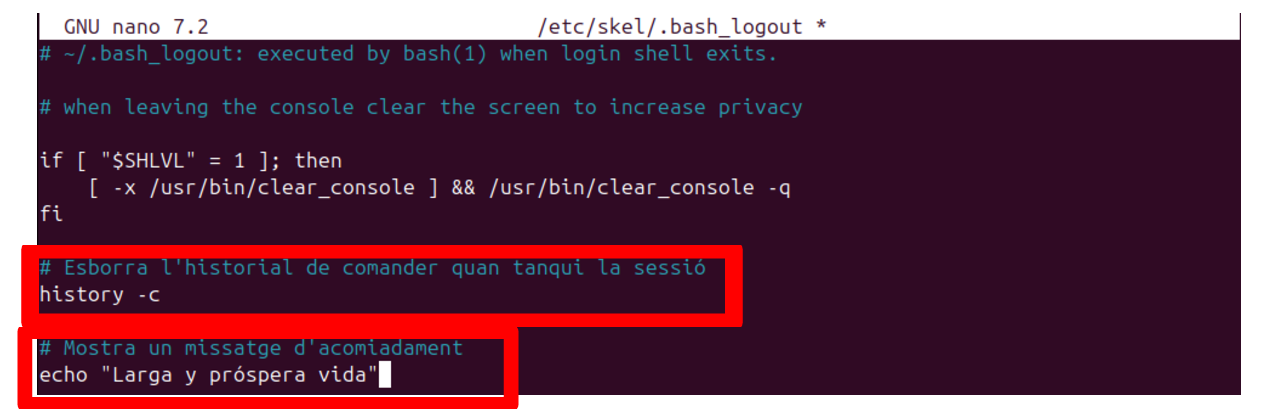 GNU nano 7.2 /etc/skel/.bash_logout *
# ~/.bash_logout: executed by bash(1) when login shell exits.
# when leaving the console clear the screen to increase privacy
if [ "$SHLVL" = 1 ]; then
    [ -x /usr/bin/clear_console ] && /usr/bin/clear_console -q
fi
# Esborra l'historial de comander quan tanqui la sessió
history -c
# Mostra un missatge d'acomiadament
echo "Larga y próspera vida"